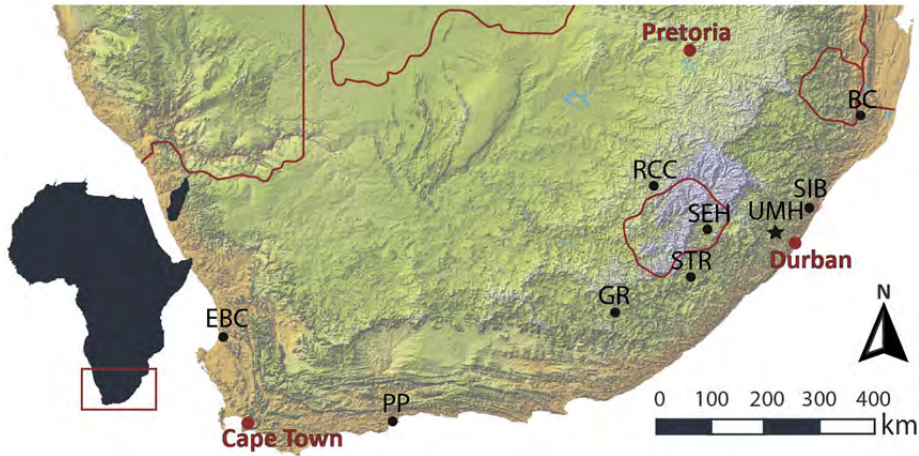 Pretoria
BC
RCC
SIB
SEH
UMH
Durban
STR
GR
N
EBC
0 100 200 300 400
km
PP
Cape Town